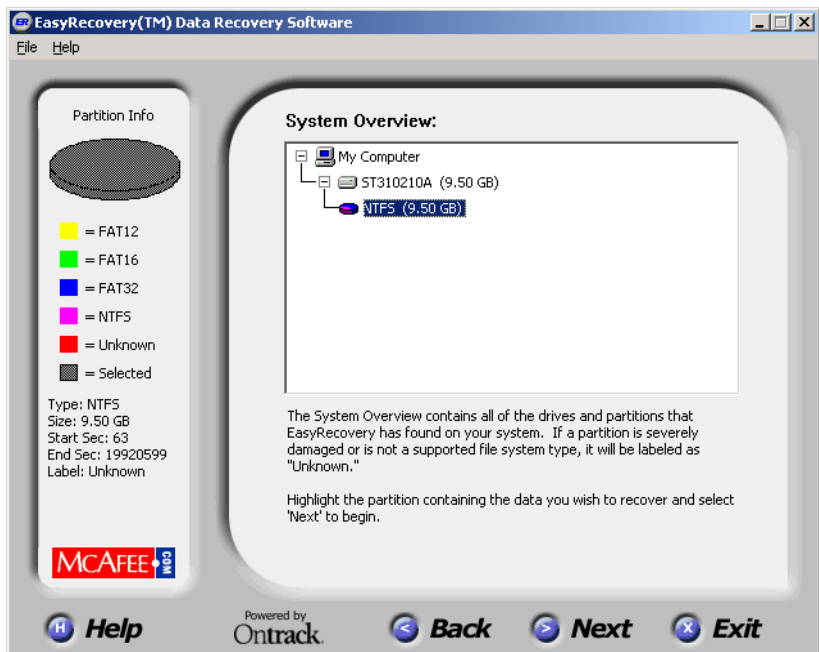 EasyRecovery(TM) Data Recovery Software
File Help
Partition Info
= FAT12
= FAT16
= FAT32
= NTFS
= Unknown
= Selected
Type: NTFS
Size: 9.50 GB
Start Sec: 63
End Sec: 19920599
Label: Unknown
McAFEE COM
System Overview:
My Computer
ST310210A (9.50 GB)
NTFS (9.50 GB)
The System Overview contains all of the drives and partitions that
EasyRecovery has found on your system. If a partition is severely
damaged or is not a supported file system type, it will be labeled as
"Unknown."
Highlight the partition containing the data you wish to recover and select
'Next' to begin.
H Help
Powered by
Ontrack.
< Back
> Next
X Exit